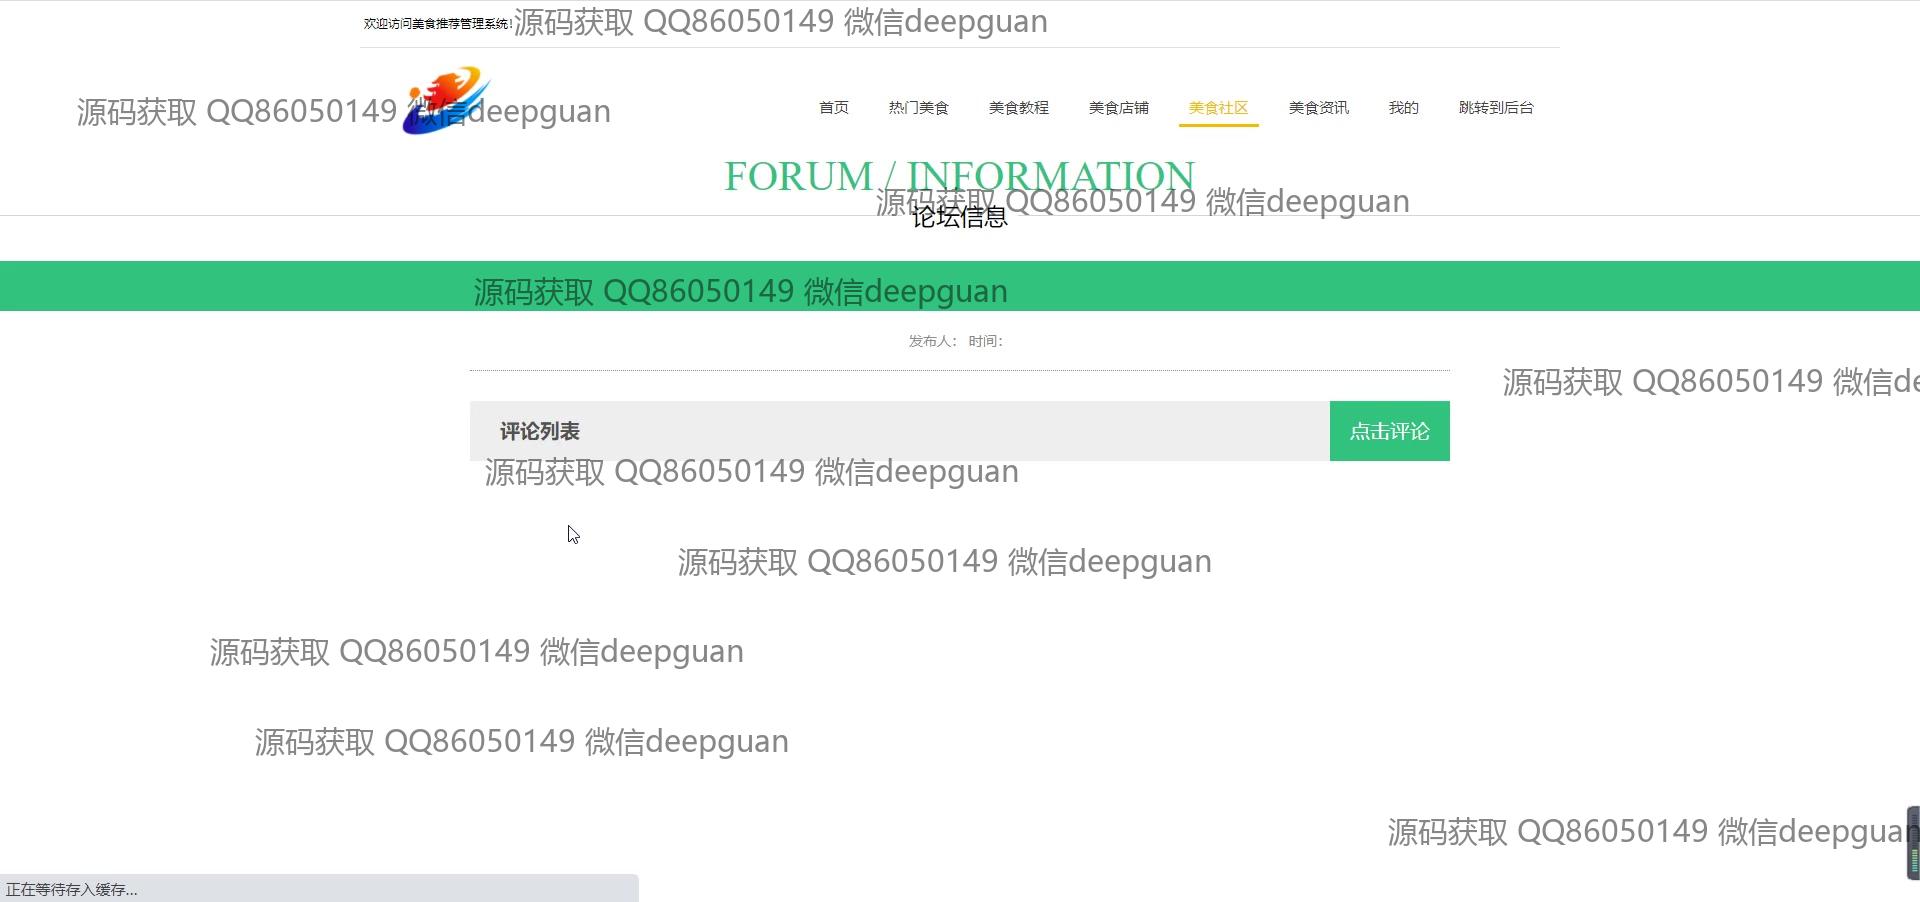 欢迎访问美食推荐管理系统!
源码获取 QQ86050149 微信deepguan
源码获取 QQ86050149 微信deepguan
首页 热门美食 美食教程 美食店铺 美食社区 美食资讯 我的 跳转到后台
FORUM / INFORMATION
源码获取 QQ86050149 微信deepguan
论坛信息
源码获取 QQ86050149 微信deepguan
发布人： 时间：
源码获取 QQ86050149 微信de
评论列表 点击评论
源码获取 QQ86050149 微信deepguan
源码获取 QQ86050149 微信deepguan
源码获取 QQ86050149 微信deepguan
源码获取 QQ86050149 微信deepguan
源码获取 QQ86050149 微信deepguan
正在等待存入缓存...